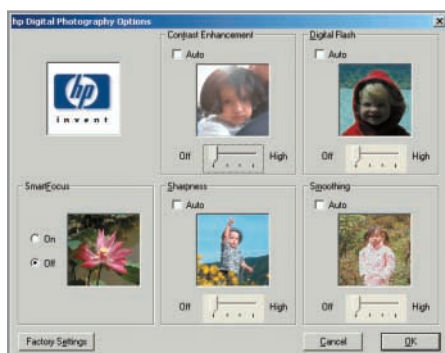 hp Digital Photography Options
hp
invent
Contrast Enhancement
Auto
Off High
Digital Flash
Auto
Off High
SmartFocus
On
Off
Sharpness
Auto
Off High
Smoothing
Auto
Off High
Factory Settings
Cancel
OK